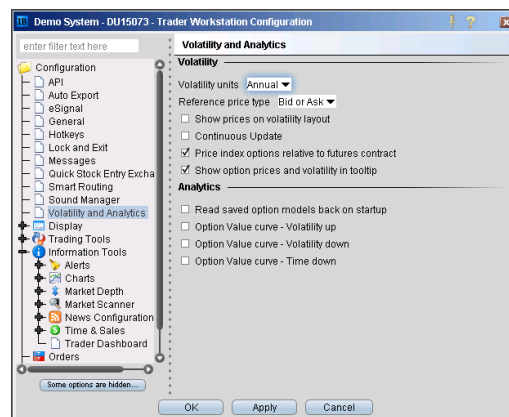 Demo System - DU15073 - Trader Workstation Configuration
enter filter text here
Configuration
API
Auto Export
eSignal
General
Hotkeys
Lock and Exit
Messages
Quick Stock Entry Excha
Smart Routing
Sound Manager
Volatility and Analytics
Display
Trading Tools
Information Tools
Alerts
Charts
Market Depth
Market Scanner
News Configuration
Time & Sales
Trader Dashboard
Orders
Some options are hidden...
Volatility and Analytics
Volatility
Volatility units Annual
Reference price type Bid or Ask
Show prices on volatility layout
Continuous Update
Price index options relative to futures contract
Show option prices and volatility in tooltip
Analytics
Read saved option models back on startup
Option Value curve - Volatility up
Option Value curve - Volatility down
Option Value curve - Time down
OK Apply Cancel